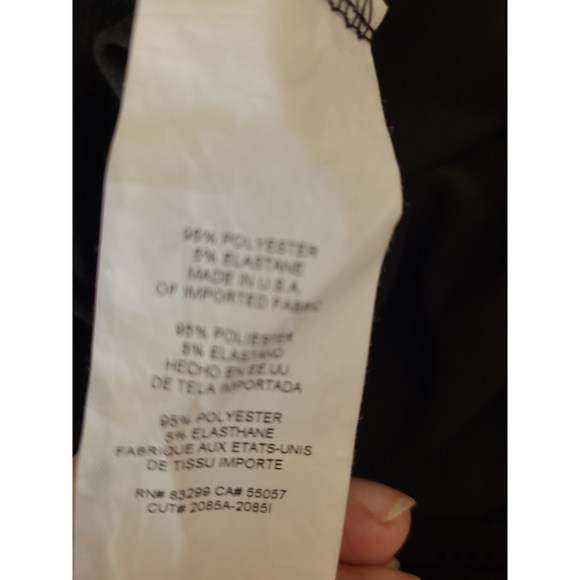 95% POLYESTER
5% ELASTANE
MADE IN U.S.A.
OF IMPORTED FABRIC
95% POLIESTER
5% ELASTANO
HECHO EN EE.UU.
DE TELA IMPORTADA
95% POLYESTER
5% ELASTHANE
FABRIQUE AUX ETATS-UNIS
DE TISSU IMPORTE
RN# 83299 CA# 55057
CUT# 2085A-2085I